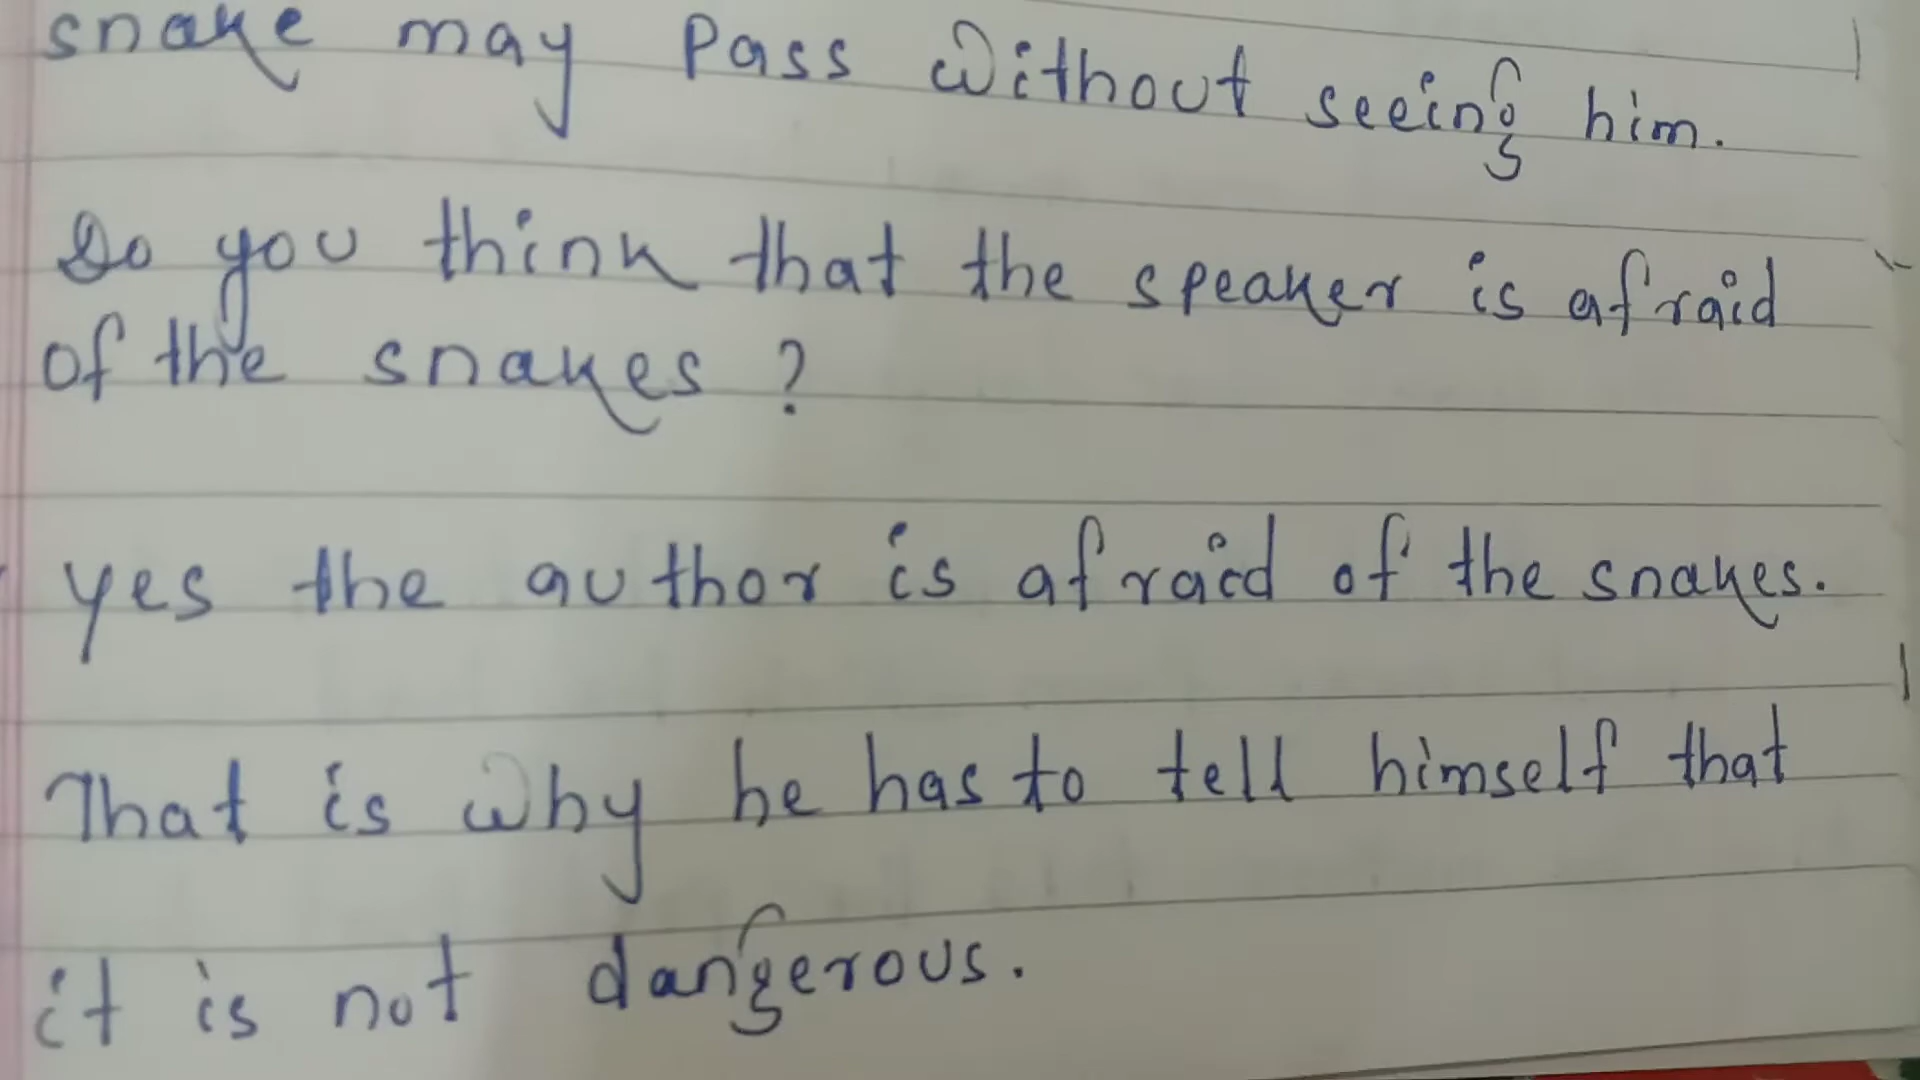 snake may Pass without seeing him.
Do you think that the speaker is afraid
of the snakes ?
yes the author is afraid of the snakes.
That is why he has to tell himself that
it is not dangerous.